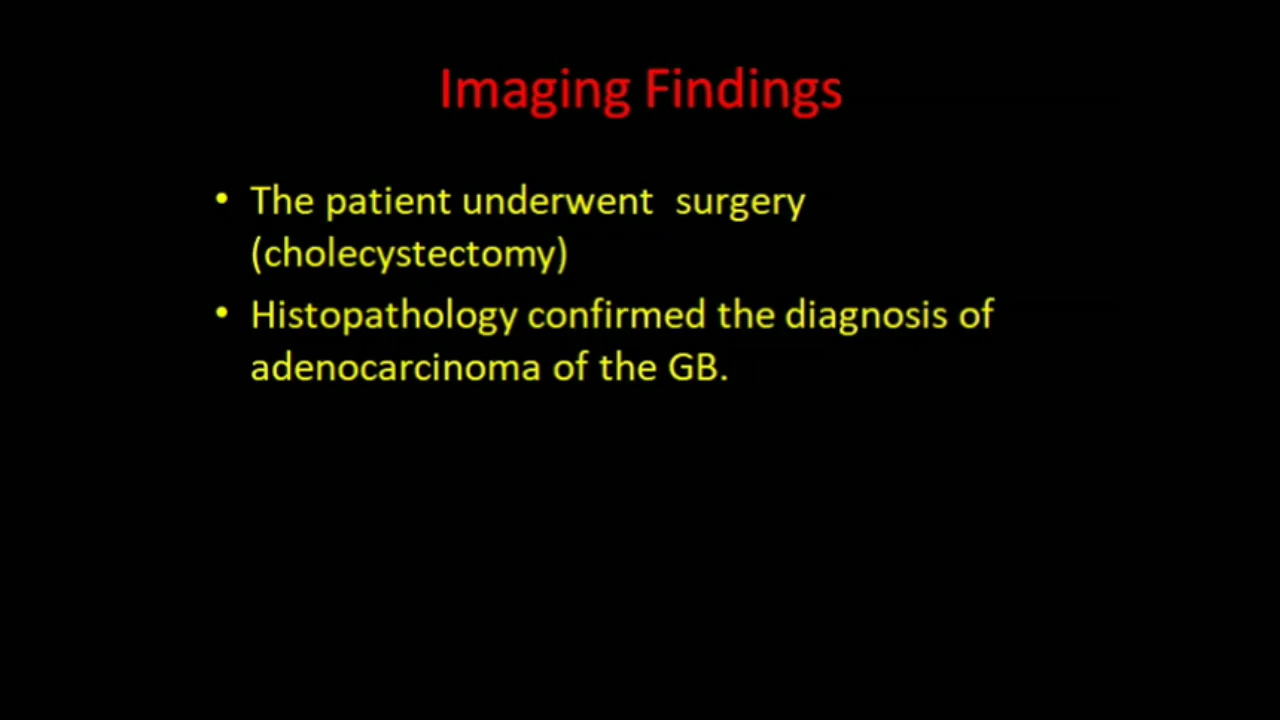 Imaging Findings
• The patient underwent  surgery
(cholecystectomy)
• Histopathology confirmed the diagnosis of
adenocarcinoma of the GB.